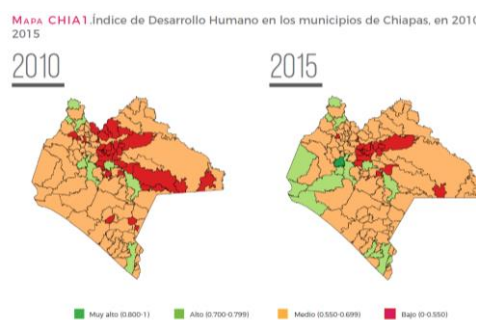 MAPA CHIA1.Índice de Desarrollo Humano en los municipios de Chiapas, en 2010
2015
2010
2015
Muy alto (0.800-1)
Alto (0.700-0.799)
Medio (0.550-0.699)
Bajo (0-0.550)